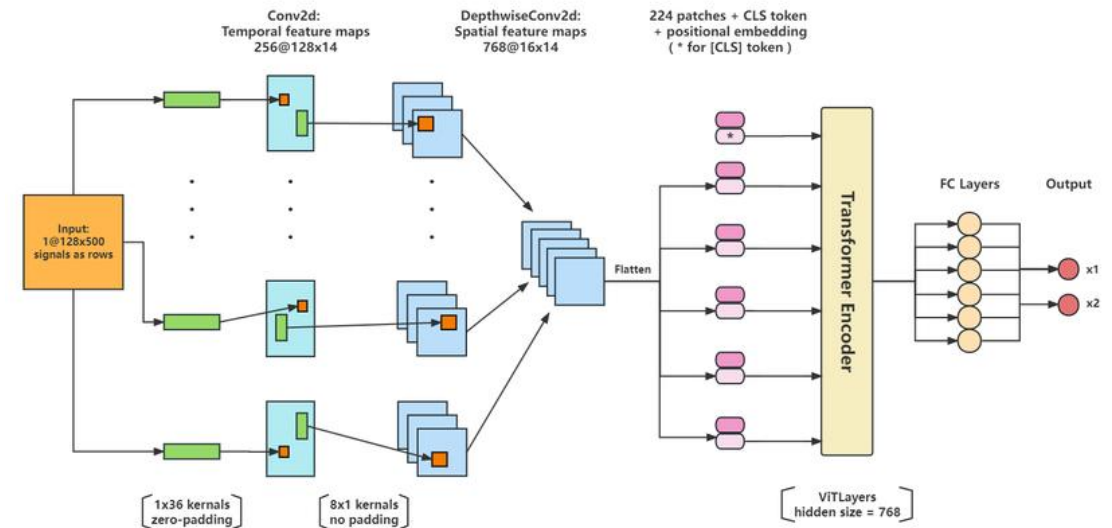 Conv2d:
Temporal feature maps
256@128x14
DepthwiseConv2d:
Spatial feature maps
768@16x14
224 patches + CLS token
+ positional embedding
( * for [CLS] token )
*
Input:
1@128x500
signals as rows
Flatten
Transformer Encoder
FC Layers
Output
x1
x2
1x36 kernals
zero-padding
8x1 kernals
no padding
ViTLayers
hidden size = 768